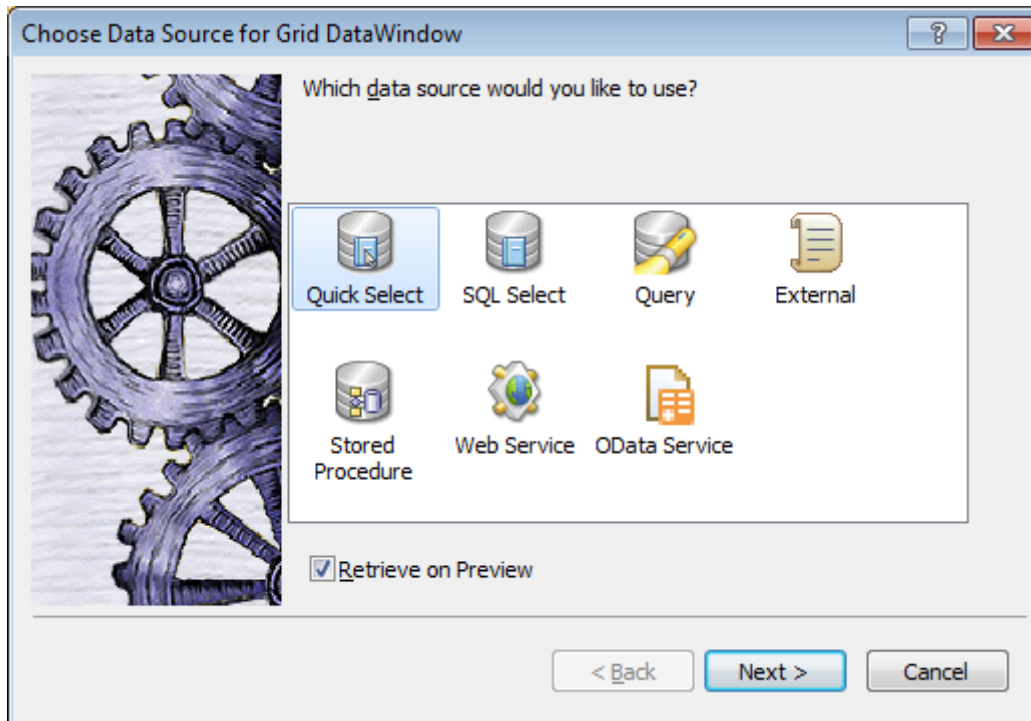 Choose Data Source for Grid DataWindow
?
Which data source would you like to use?
Quick Select
SQL Select
Query
External
Stored
Procedure
Web Service
OData Service
Retrieve on Preview
< Back
Next >
Cancel